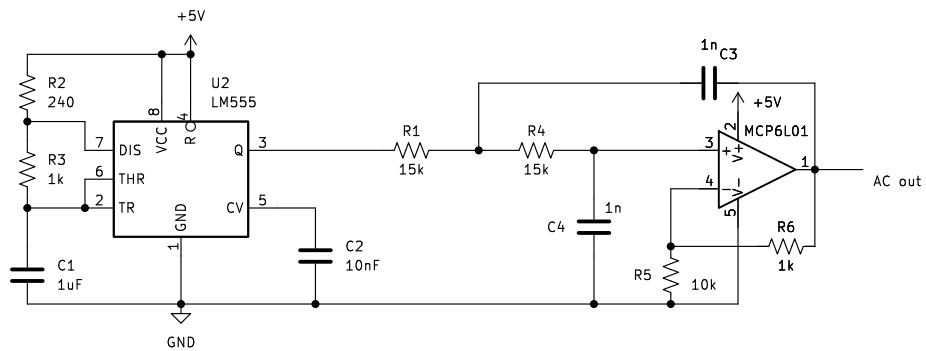 +5V
1n
C3
R2
240
U2
LM555
+5V
8
4
VCC
R
2
MCP6L01
R1
15k
R4
15k
7
DIS
Q
3
3
+
V+
1
R3
1k
6
THR
AC out
4
−
V−
2
TR
CV
5
5
GND
1
1n
C4
R6
1k
C2
10nF
C1
1uF
R5
10k
GND